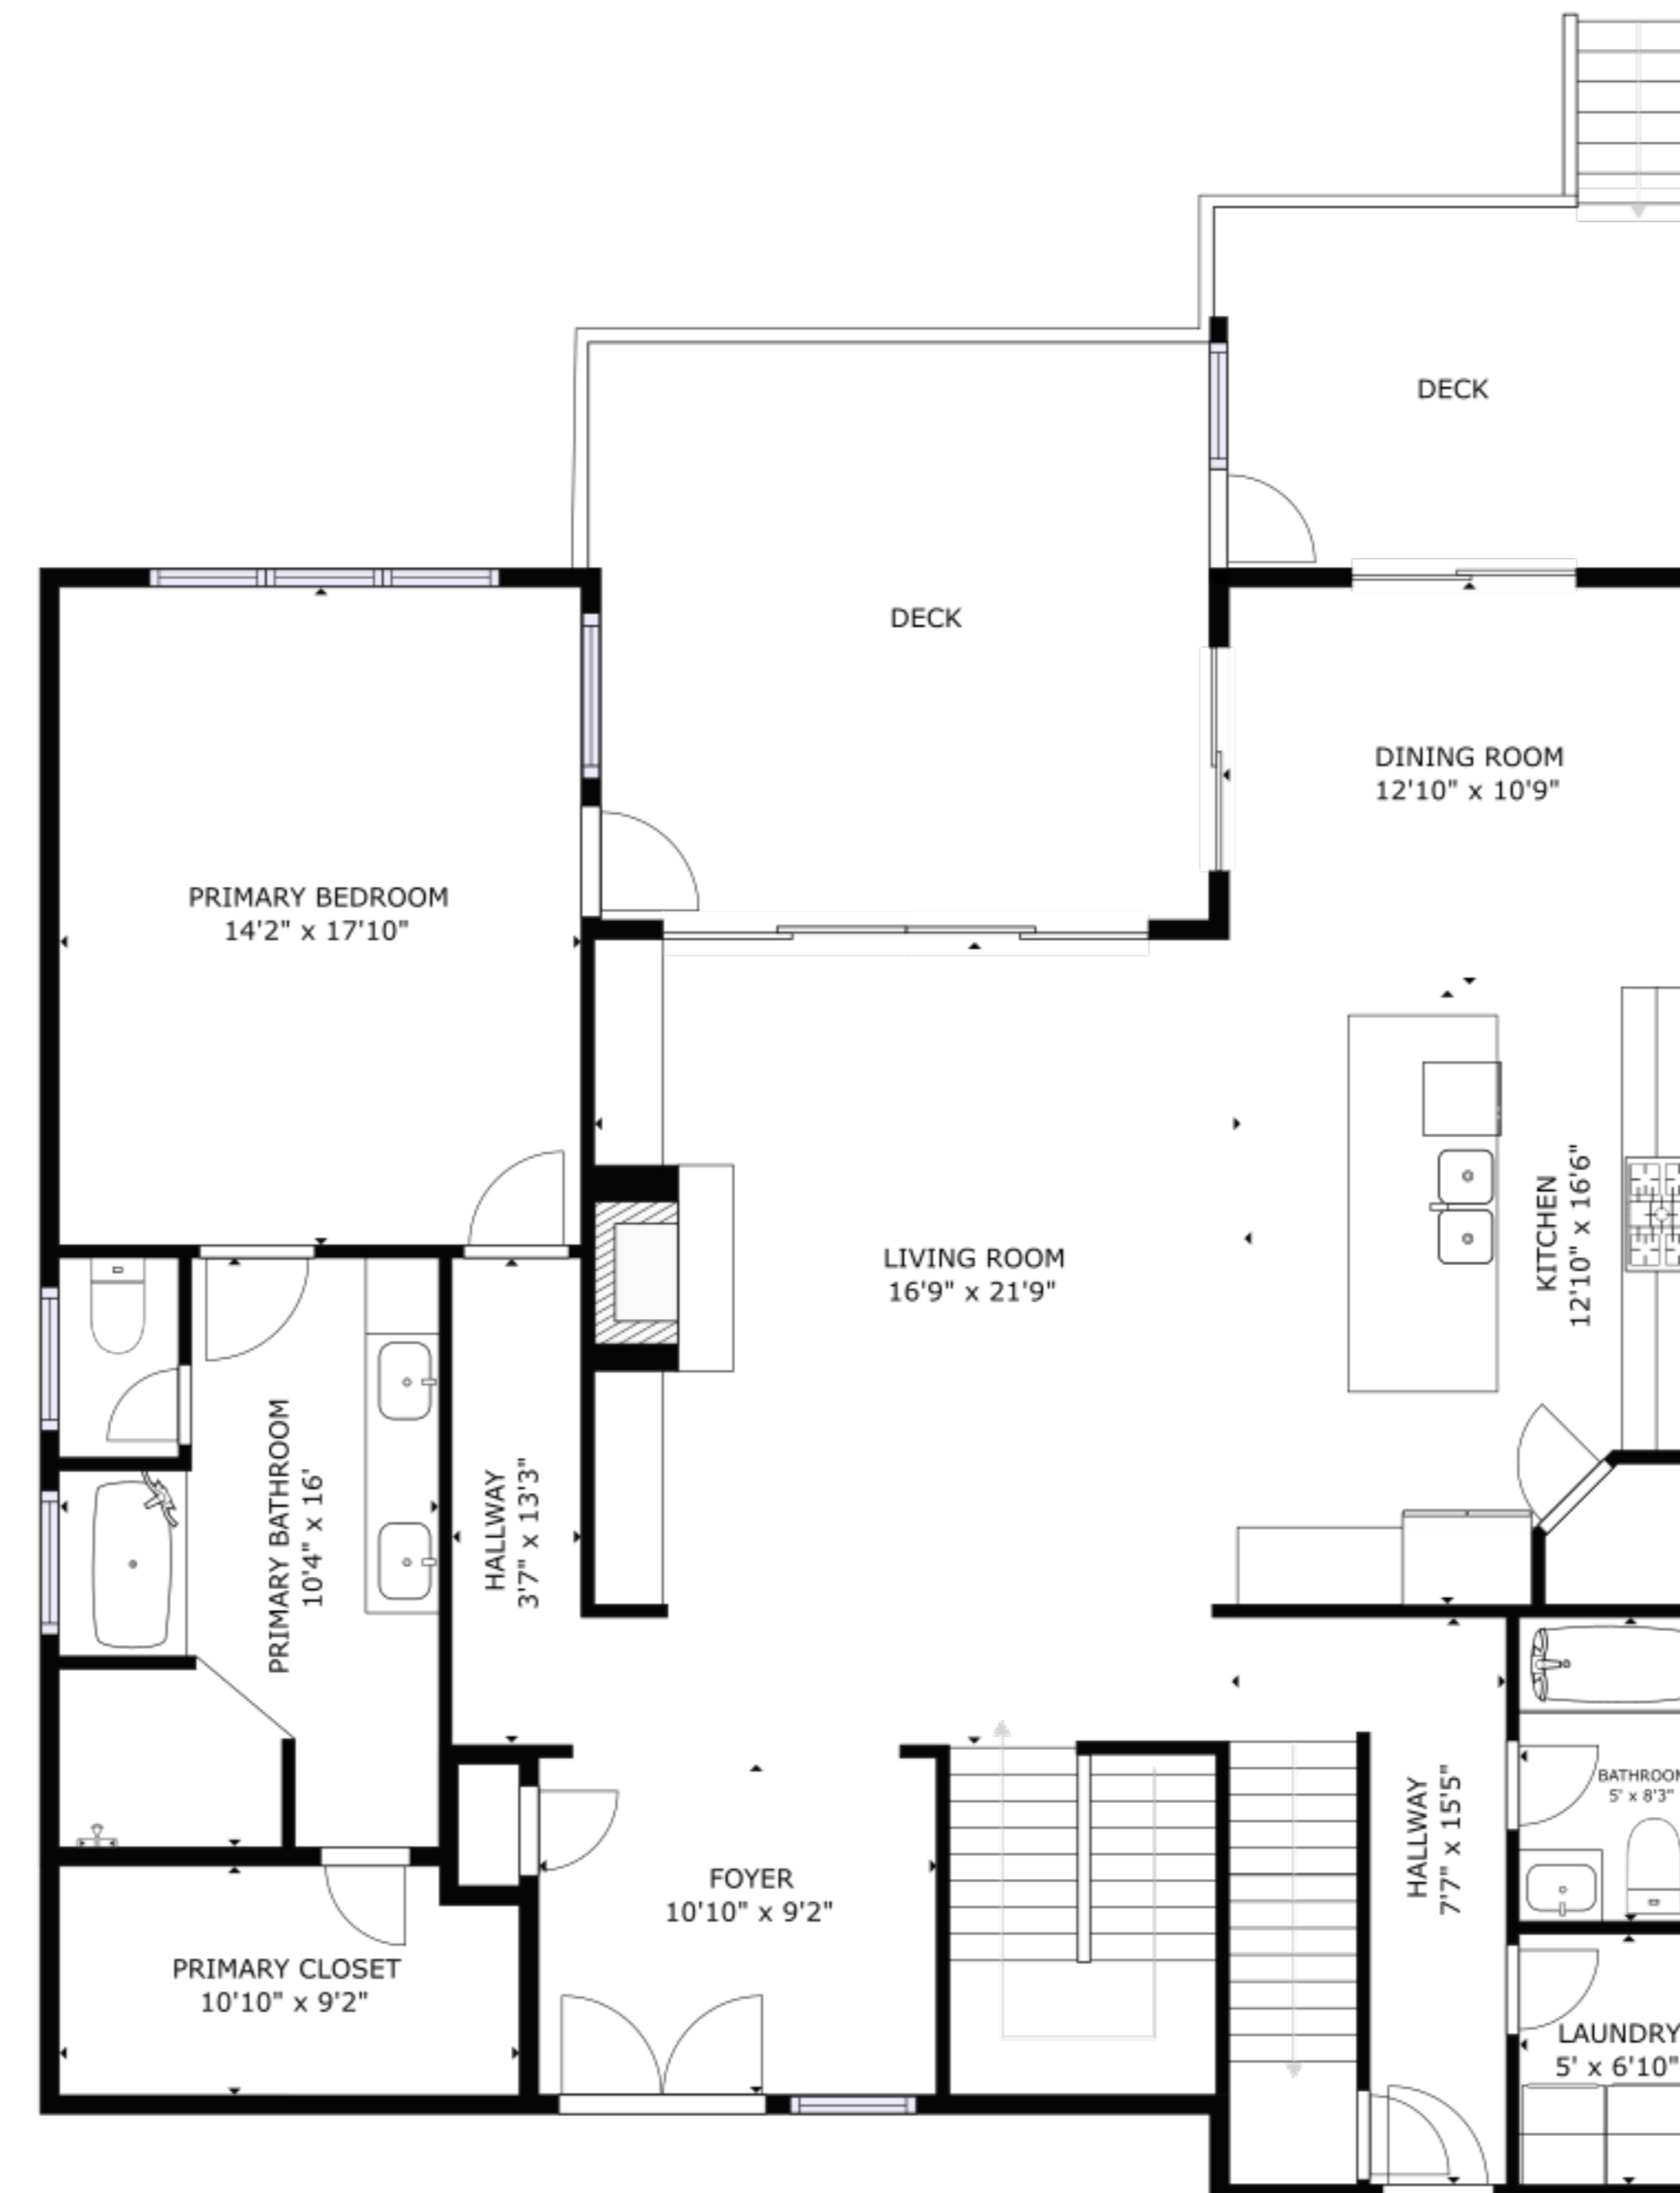 DECK
DECK
DINING ROOM
12'10" x 10'9"
PRIMARY BEDROOM
14'2" x 17'10"
LIVING ROOM
16'9" x 21'9"
KITCHEN
12'10" x 16'6"
PRIMARY BATHROOM
10'4" x 16'
HALLWAY
3'7" x 13'3"
HALLWAY
7'7" x 15'5"
BATHROOM
5' x 8'3"
FOYER
10'10" x 9'2"
PRIMARY CLOSET
10'10" x 9'2"
LAUNDRY
5' x 6'10"